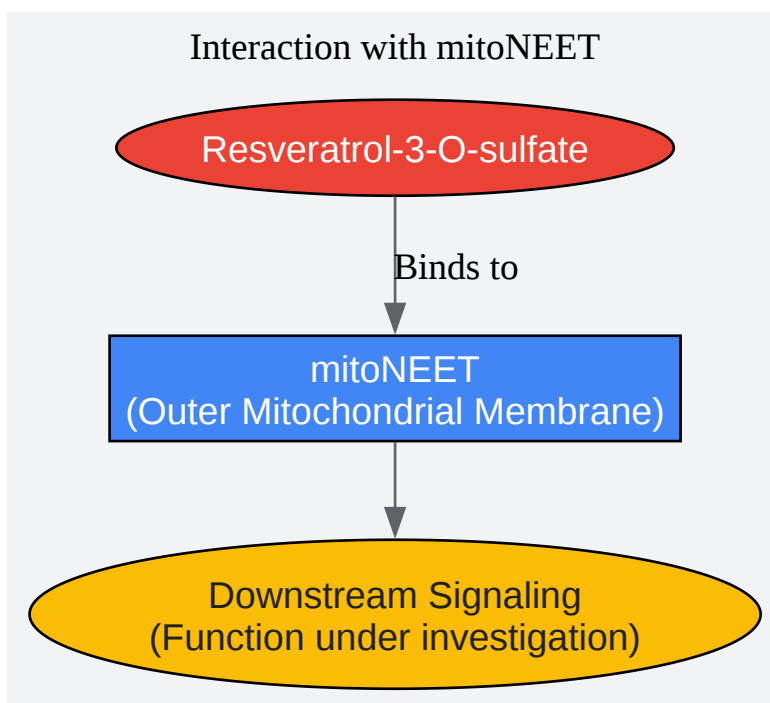 Interaction with mitoNEET
Resveratrol-3-O-sulfate
Binds to
mitoNEET
(Outer Mitochondrial Membrane)
Downstream Signaling
(Function under investigation)